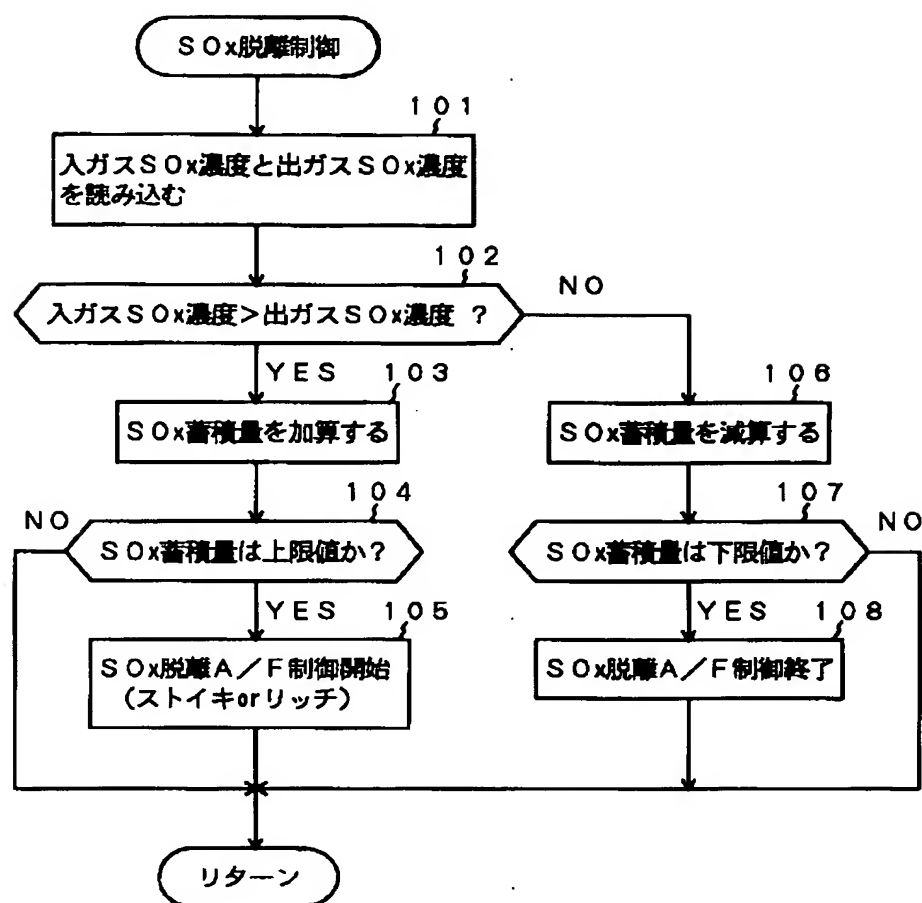 SOx脱離制御
101
入ガスSOx濃度と出ガスSOx濃度
を読み込む
102
入ガスSOx濃度>出ガスSOx濃度 ?
NO
YES
103
SOx蓄積量を加算する
106
SOx蓄積量を減算する
104
NO
SOx蓄積量は上限値か?
107
NO
SOx蓄積量は下限値か?
YES
105
SOx脱離A/F制御開始
(ストイキorリッチ)
YES
108
SOx脱離A/F制御終了
リターン